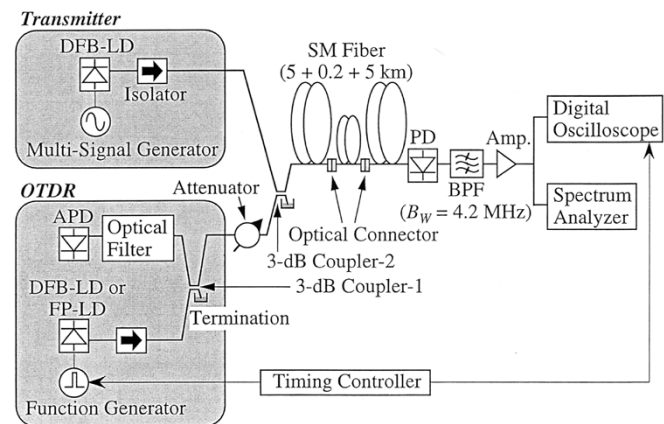 Transmitter
DFB-LD
Isolator
Multi-Signal Generator
SM Fiber
(5 + 0.2 + 5 km)
PD
BPF
(BW = 4.2 MHz)
Amp.
Digital
Oscilloscope
Spectrum
Analyzer
Attenuator
Optical Connector
3-dB Coupler-2
3-dB Coupler-1
OTDR
APD
Optical
Filter
DFB-LD or
FP-LD
Termination
Function Generator
Timing Controller